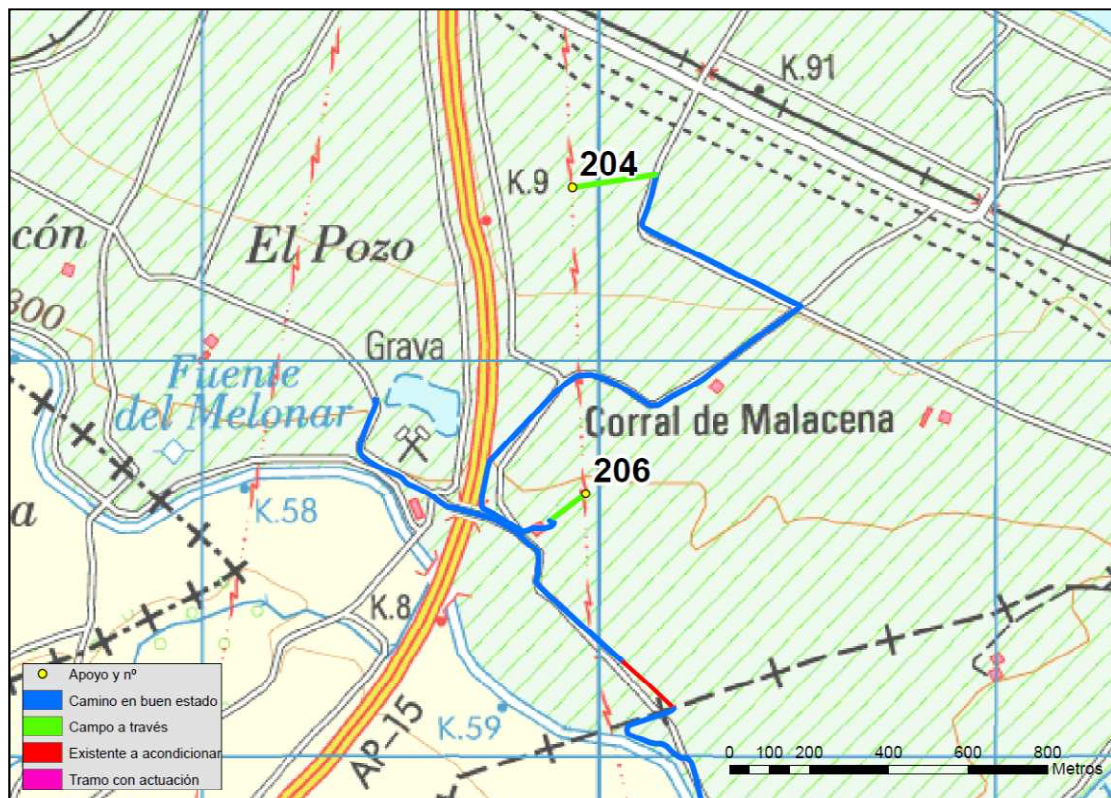 K.91
204
K.9
cón
El Pozo
800
Grava
Fuente
del Melonar
Corral de Malacena
206
a
K.58
K.8
AP-15
K.59
Apoyo y nº
Camino en buen estado
Campo a través
Existente a acondicionar
Tramo con actuación
0 100 200 400 600 800
Metros